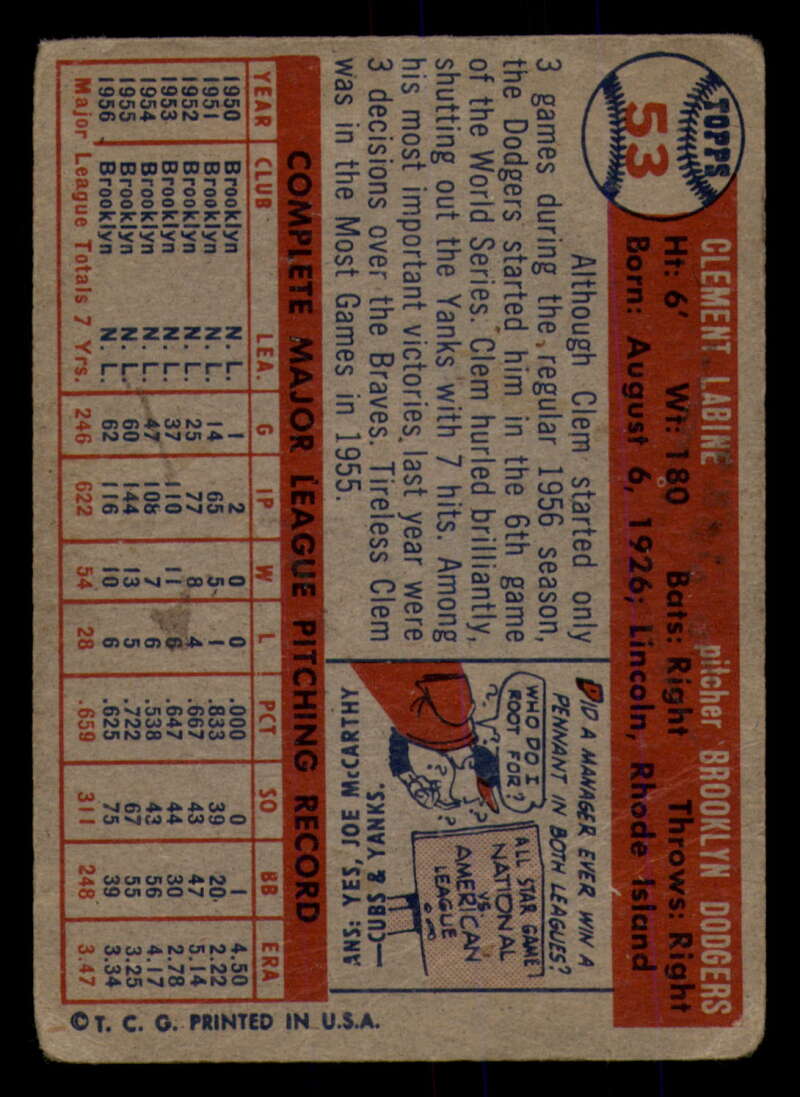 TOPPS
53
CLEMENT LABINE pitcher BROOKLYN DODGERS
Ht: 6' Wt: 180 Bats: Right Throws: Right
Born: August 6, 1926; Lincoln, Rhode Island
Although Clem started only
3 games during the regular 1956 season,
the Dodgers started him in the 6th game
of the World Series. Clem hurled brilliantly,
shutting out the Yanks with 7 hits. Among
his most important victories last year were
3 decisions over the Braves. Tireless Clem
was in the Most Games in 1955.
DID A MANAGER EVER WIN A
PENNANT IN BOTH LEAGUES?
WHO DO I
ROOT FOR?
? ? ? ?
ALL STAR GAME
NATIONAL
VS
AMERICAN
LEAGUE
ANS: YES, JOE McCARTHY
—CUBS & YANKS.
COMPLETE MAJOR LEAGUE PITCHING RECORD
YEAR CLUB LEA. G IP W L PCT SO BB ERA
1950 Brooklyn N. L. 1 2 0 0 .000 0 1 4.50
1951 Brooklyn N. L. 14 65 5 1 .833 39 20 2.22
1952 Brooklyn N. L. 25 77 8 4 .667 43 47 5.14
1953 Brooklyn N. L. 37 110 11 6 .647 44 30 2.78
1954 Brooklyn N. L. 47 108 7 6 .538 43 56 4.17
1955 Brooklyn N. L. 60 144 13 5 .722 67 55 3.25
1956 Brooklyn N. L. 62 116 10 6 .625 75 39 3.34
Major League Totals 7 Yrs. 246 622 54 28 .659 311 248 3.47
© T. C. G. PRINTED IN U.S.A.